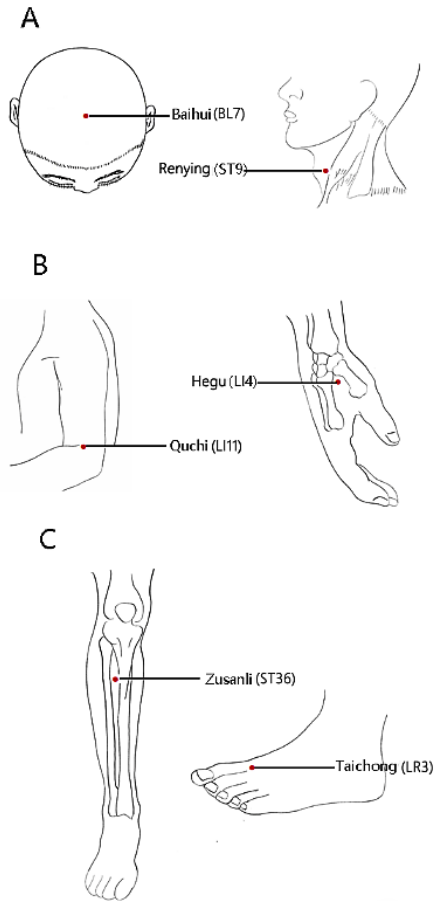 A
Baihui (BL7)
Renying (ST9)
B
Hegu (LI4)
Quchi (LI11)
C
Zusanli (ST36)
Taichong (LR3)